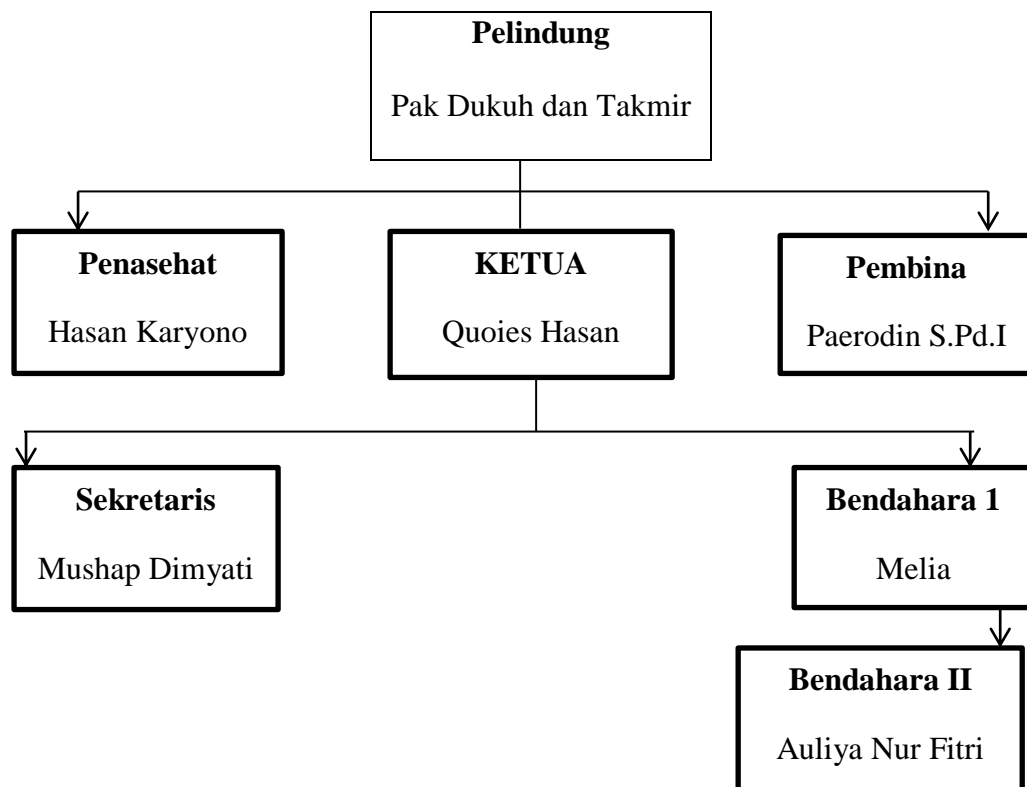 Pelindung
Pak Dukuh dan Takmir
Penasehat
Hasan Karyono
KETUA
Quoies Hasan
Pembina
Paerodin S.Pd.I
Sekretaris
Mushap Dimyati
Bendahara 1
Melia
Bendahara II
Auliya Nur Fitri